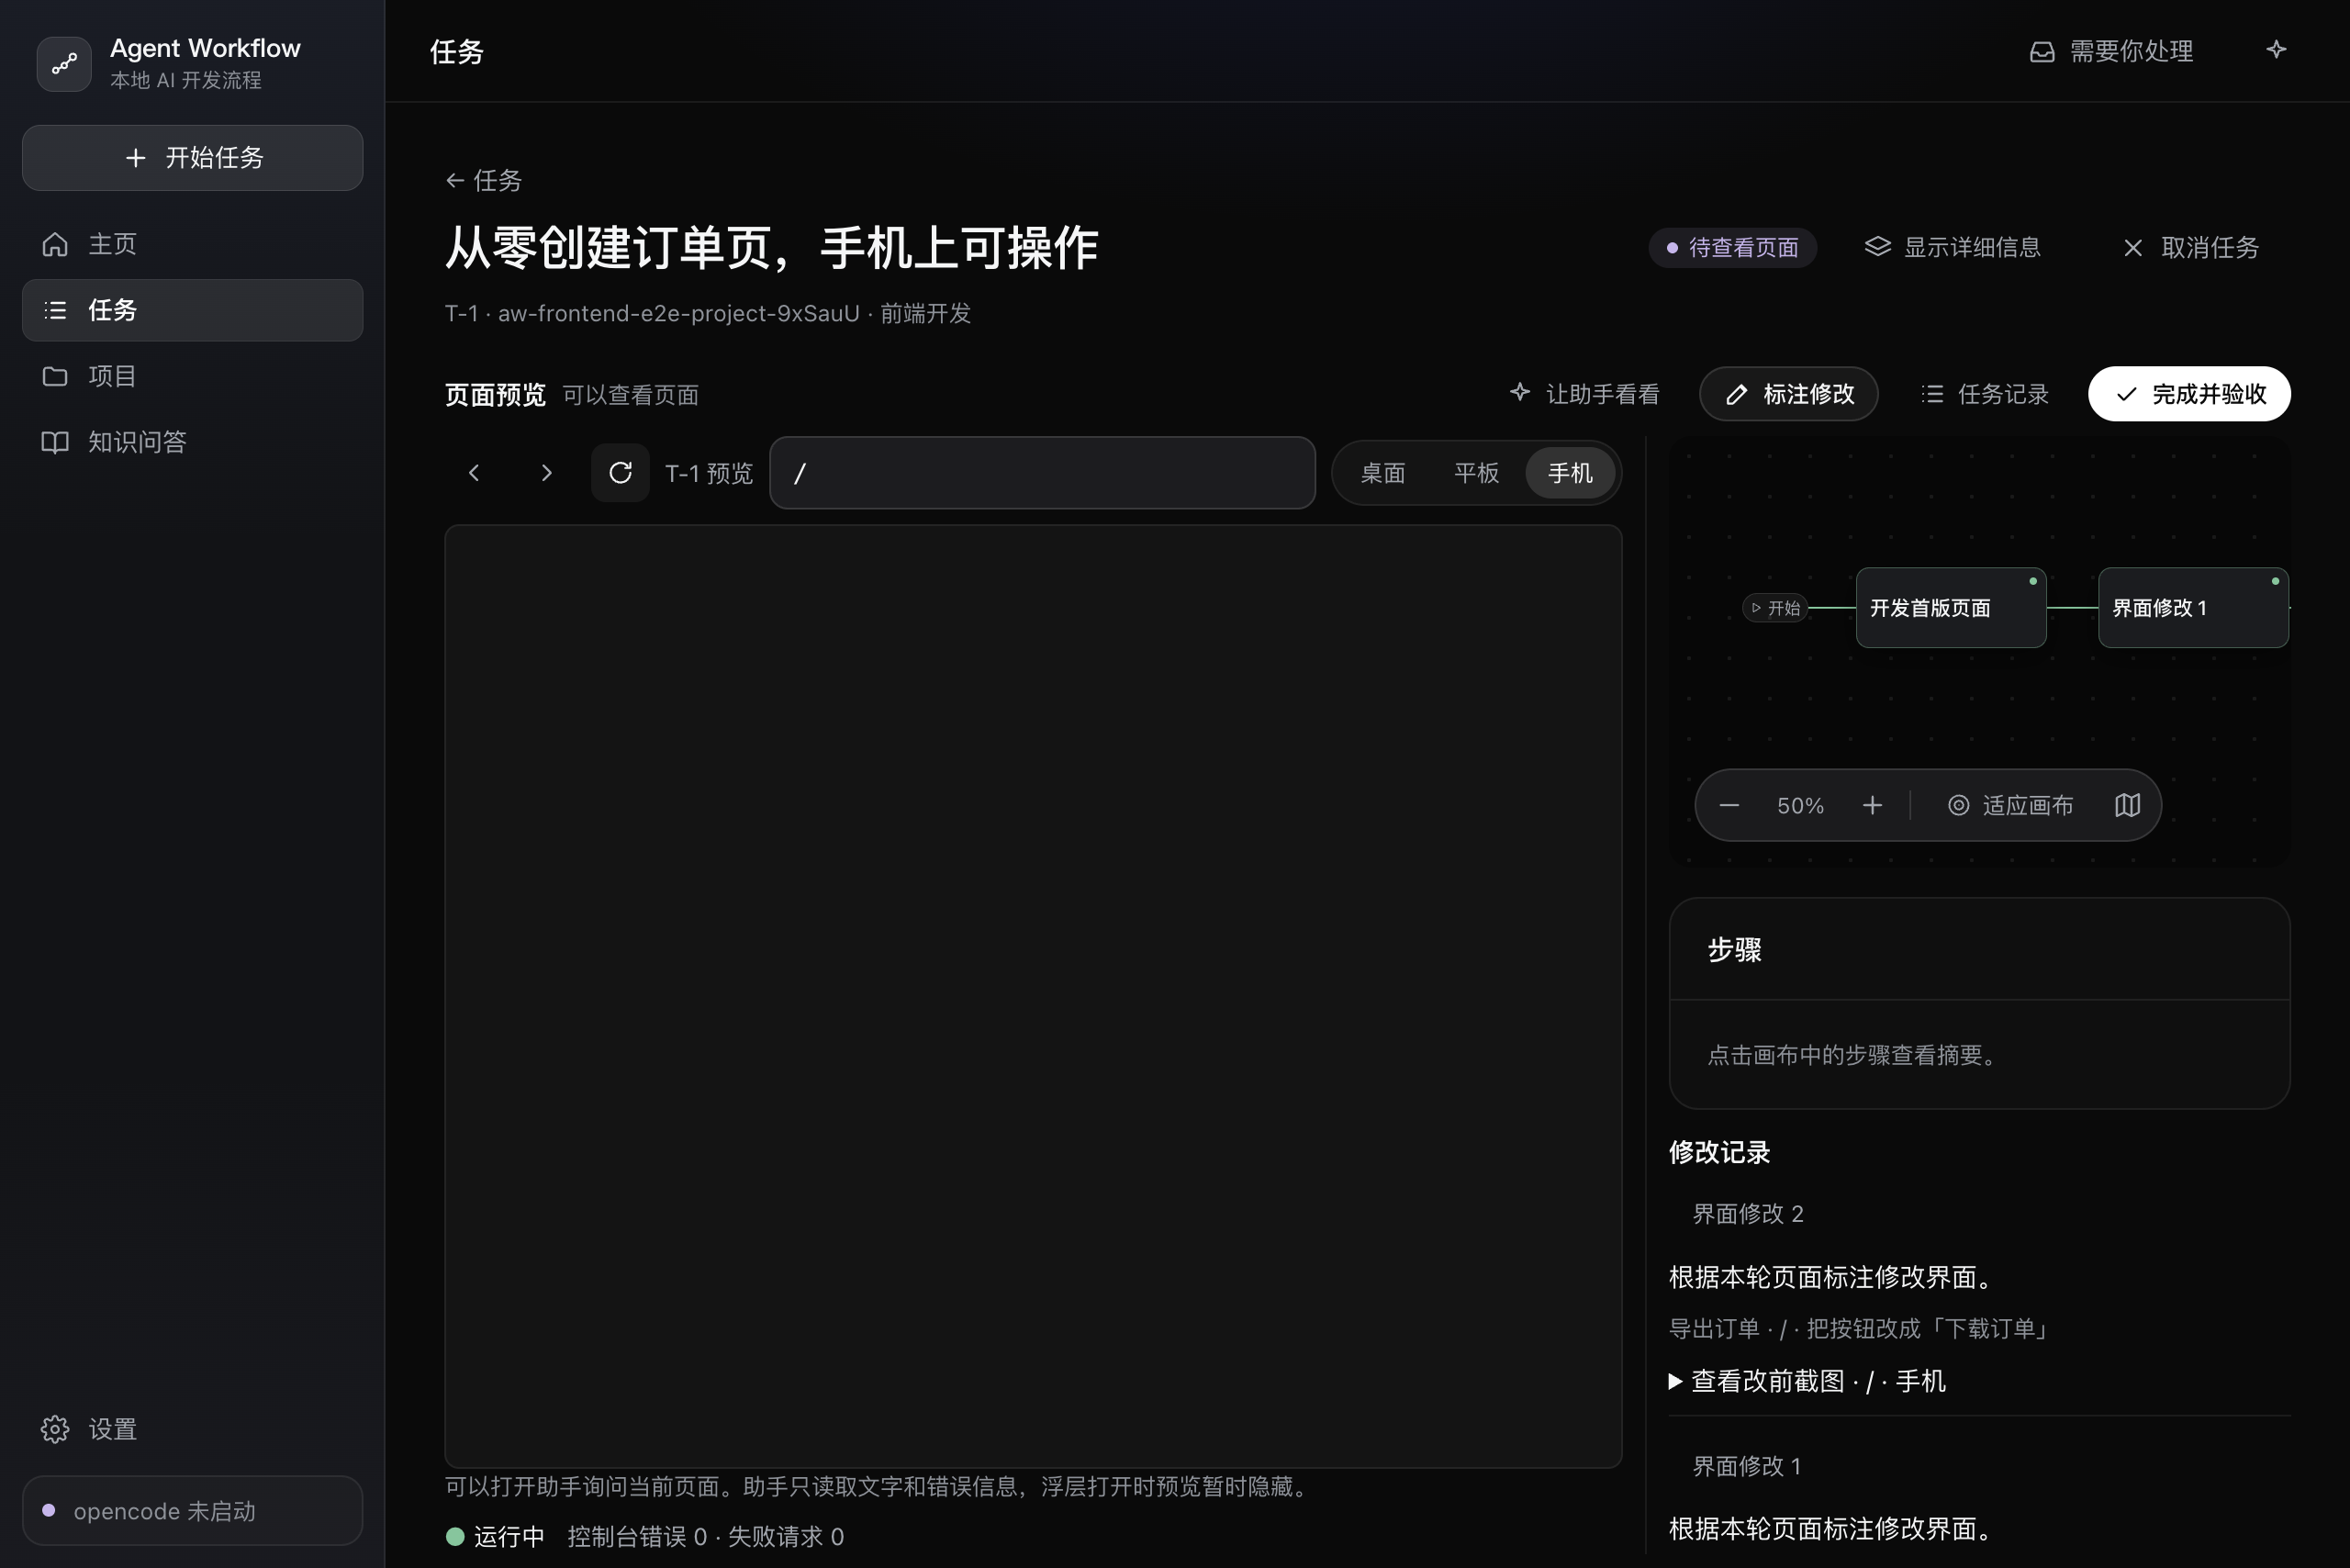 Agent Workflow
本地 AI 开发流程
开始任务
主页
任务
项目
知识问答
设置
opencode 未启动
任务
需要你处理
任务
从零创建订单页，手机上可操作
待查看页面
显示详细信息
取消任务
T-1 · aw-frontend-e2e-project-9xSauU · 前端开发
页面预览 可以查看页面
让助手看看
标注修改
任务记录
完成并验收
T-1 预览
/
桌面
平板
手机
可以打开助手询问当前页面。助手只读取文字和错误信息，浮层打开时预览暂时隐藏。
运行中 控制台错误 0 · 失败请求 0
开始
开发首版页面
界面修改 1
50%
适应画布
步骤
点击画布中的步骤查看摘要。
修改记录
界面修改 2
根据本轮页面标注修改界面。
导出订单 · / · 把按钮改成「下载订单」
查看改前截图 · / · 手机
界面修改 1
根据本轮页面标注修改界面。